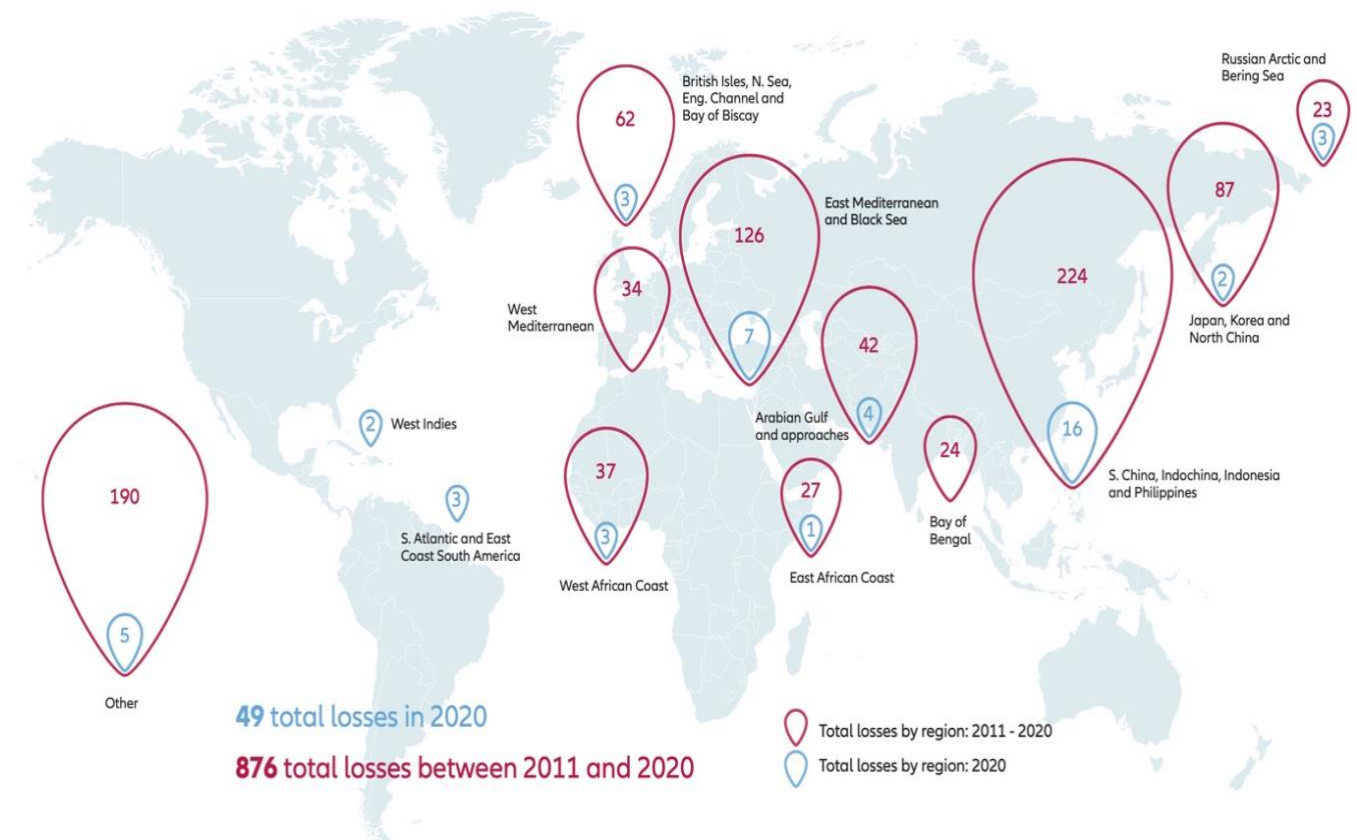 Russian Arctic and
Bering Sea
23
3
British Isles, N. Sea,
Eng. Channel and
Bay of Biscay
62
3
87
2
Japan, Korea and
North China
East Mediterranean
and Black Sea
126
7
224
16
S. China, Indochina, Indonesia
and Philippines
West
Mediterranean
34
42
4
Arabian Gulf
and approaches
2
West Indies
24
Bay of
Bengal
37
3
West African Coast
27
1
East African Coast
3
S. Atlantic and East
Coast South America
190
5
Other
49 total losses in 2020
876 total losses between 2011 and 2020
Total losses by region: 2011 - 2020
Total losses by region: 2020